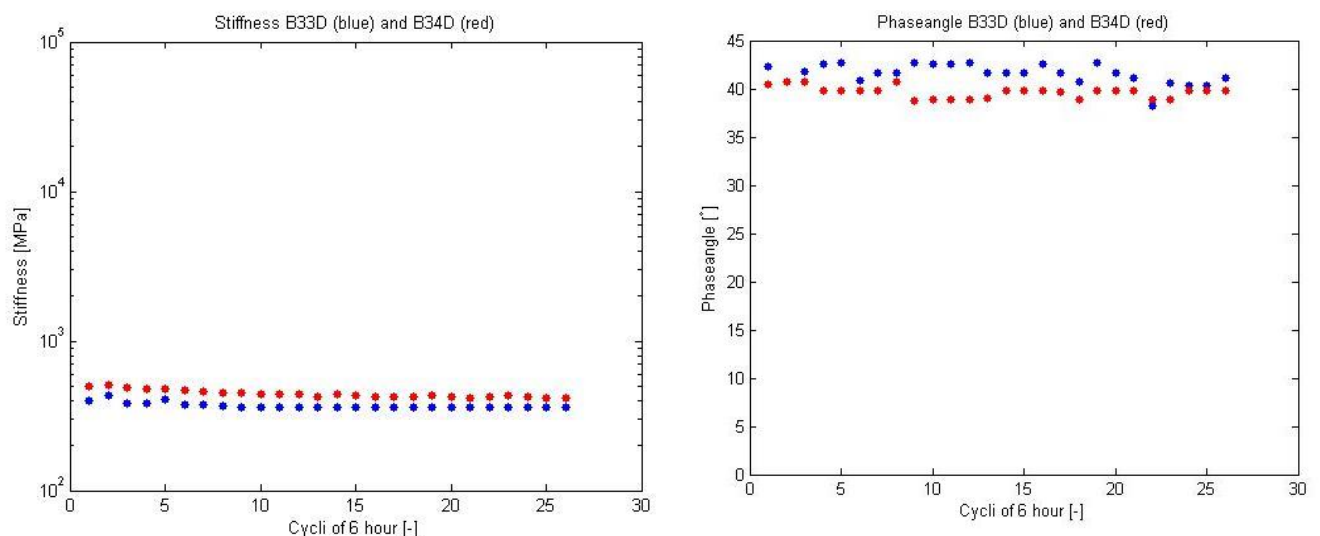 Stiffness B33D (blue) and B34D (red)
10^5
10^4
10^3
10^2
Stiffness [MPa]
0 5 10 15 20 25 30
Cycli of 6 hour [-]
Phaseangle B33D (blue) and B34D (red)
45
40
35
30
25
20
15
10
5
0
Phaseangle [°]
0 5 10 15 20 25 30
Cycli of 6 hour [-]